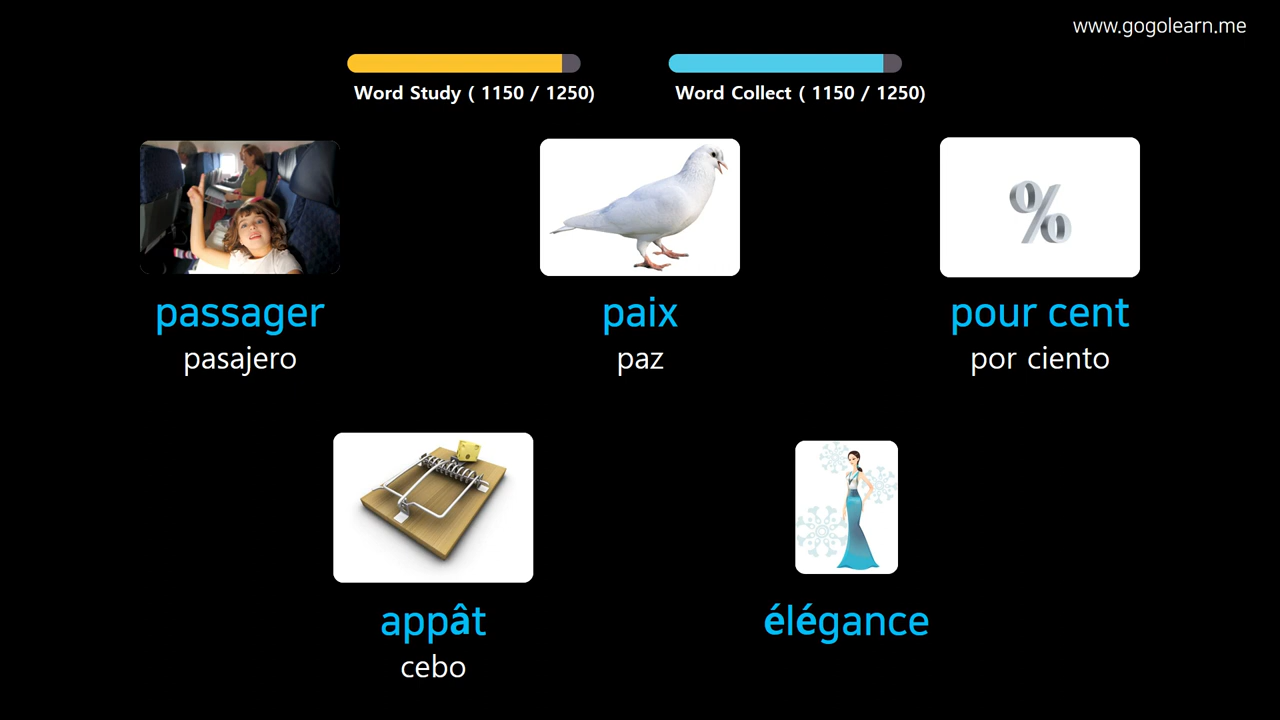 www.gogolearn.me
Word Study ( 1150 / 1250)
Word Collect ( 1150 / 1250)
%
passager
pasajero
paix
paz
pour cent
por ciento
appât
cebo
élégance